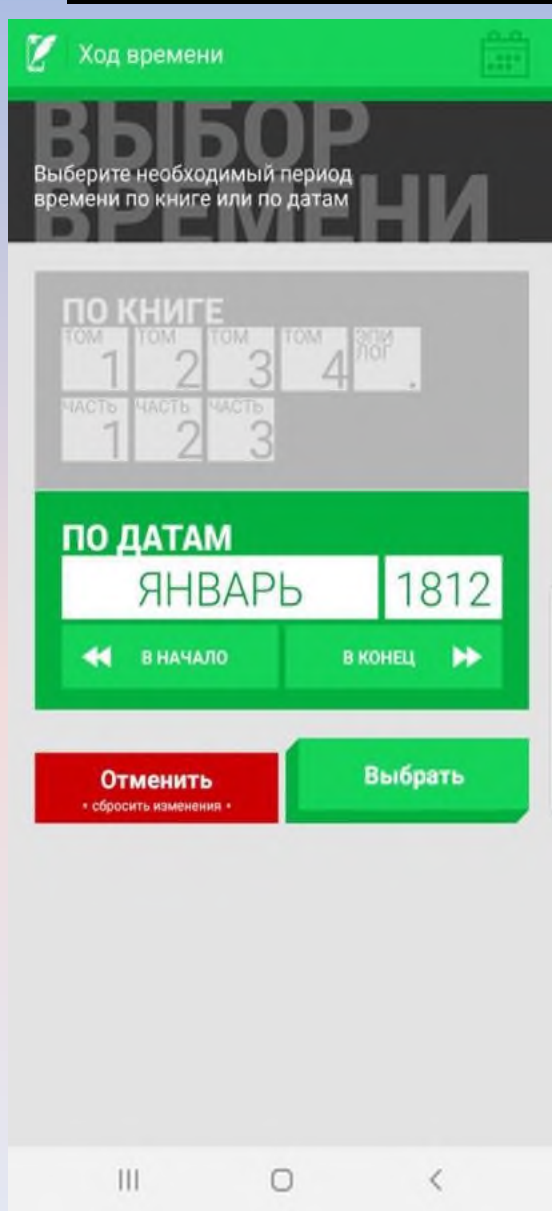 Ход времени
ВЫБОР
ВРЕМЕНИ
Выберите необходимый период
времени по книге или по датам
ПО КНИГЕ
ТОМ 1 ТОМ 2 ТОМ 3 ТОМ 4 ЭПИ
ЛОГ .
ЧАСТЬ 1 ЧАСТЬ 2 ЧАСТЬ 3
ПО ДАТАМ
ЯНВАРЬ 1812
В НАЧАЛО В КОНЕЦ
Отменить Выбрать
• сбросить изменения •